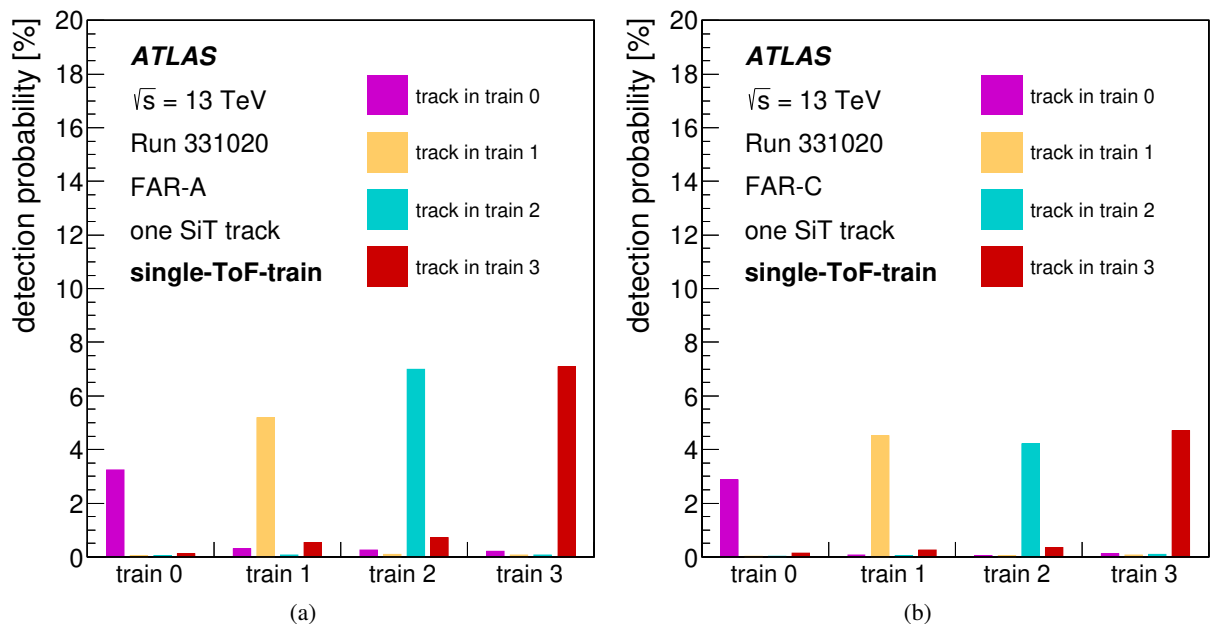 detection probability [%]
20
18
16
14
12
10
8
6
4
2
0
ATLAS
√s = 13 TeV
Run 331020
FAR-A
one SiT track
single-ToF-train
track in train 0
track in train 1
track in train 2
track in train 3
train 0 train 1 train 2 train 3
(a)
detection probability [%]
20
18
16
14
12
10
8
6
4
2
0
ATLAS
√s = 13 TeV
Run 331020
FAR-C
one SiT track
single-ToF-train
track in train 0
track in train 1
track in train 2
track in train 3
train 0 train 1 train 2 train 3
(b)